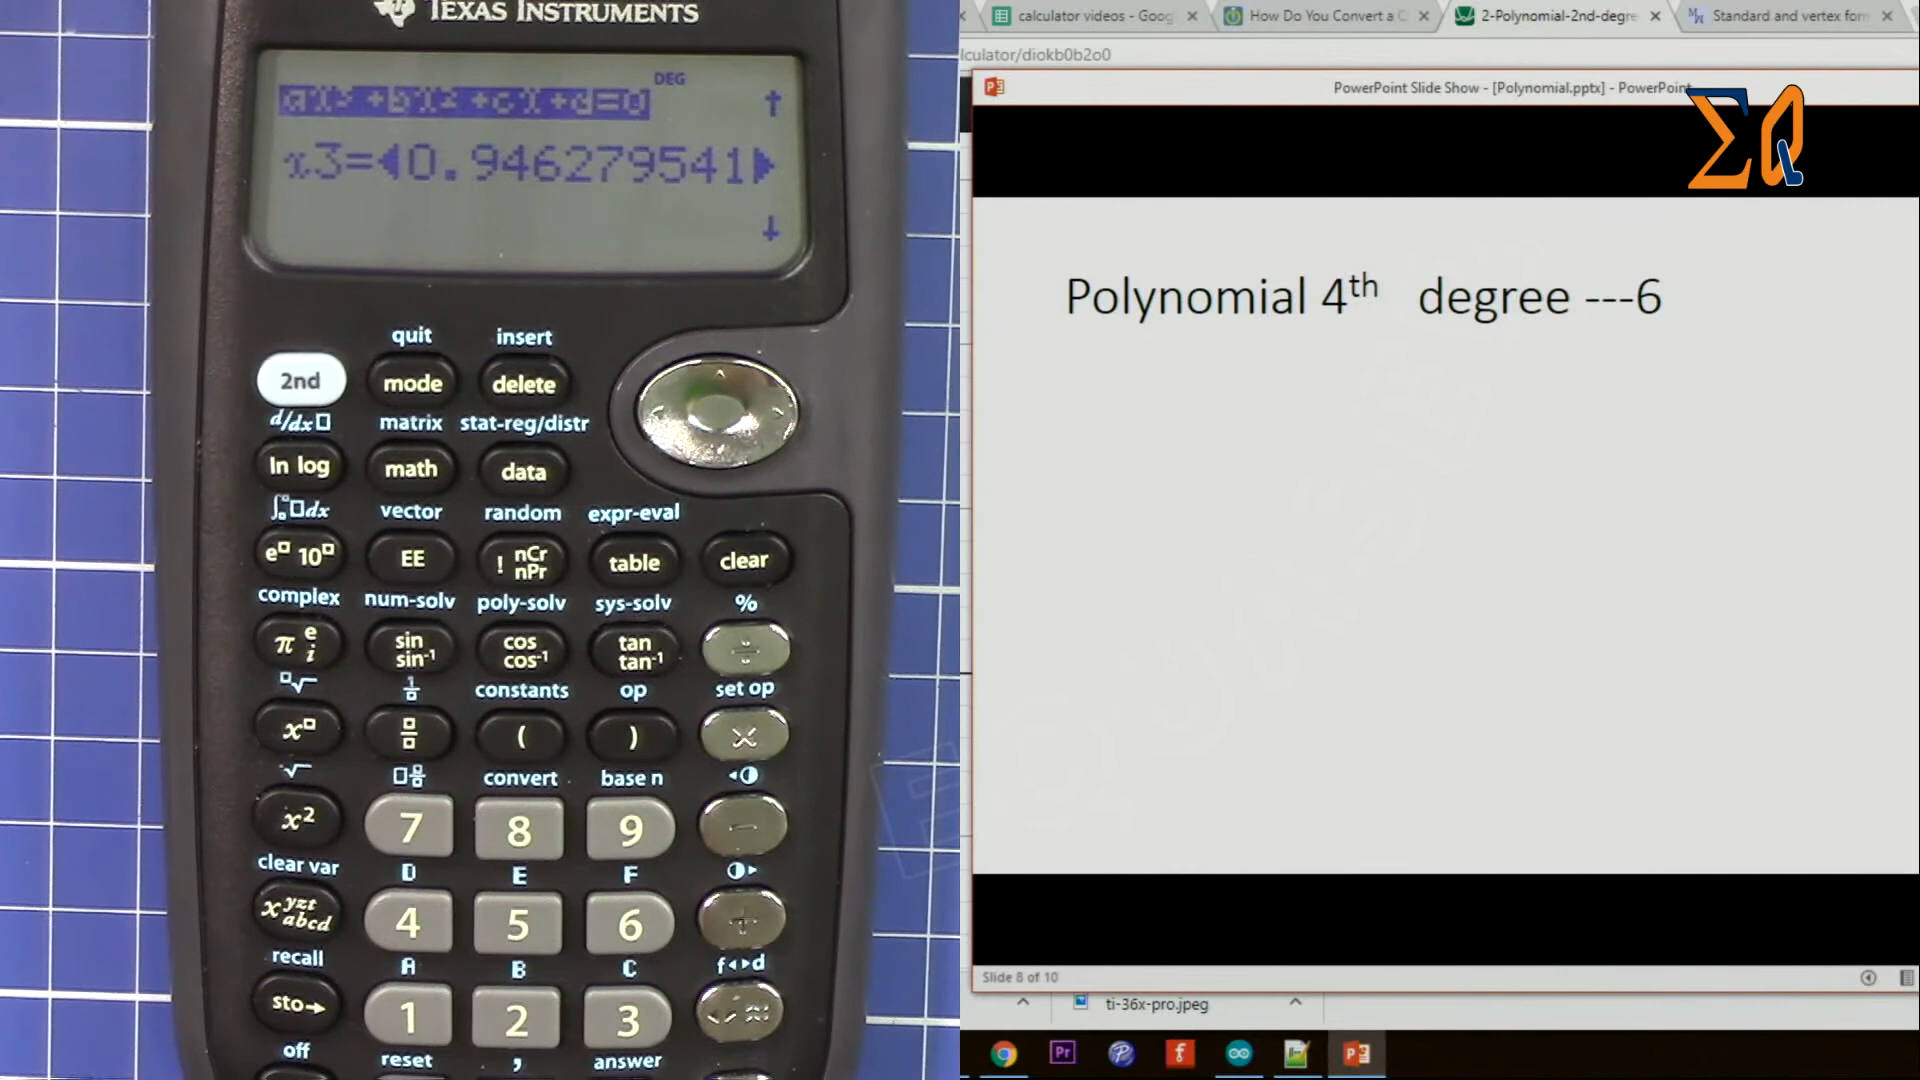 TEXAS INSTRUMENTS
DEG
ax³+bx²+cx+d=0 ↑
x3=◀0.946279541▶
↓
quit insert
2nd mode delete
d/dx□ matrix stat-reg/distr
ln log math data
∫□dx vector random expr-eval
e□ 10□ EE ! nCr nPr table clear
complex num-solv poly-solv sys-solv %
π e i sin sin-1 cos cos-1 tan tan-1 ÷
□√ 1/□ constants op set op
x□ □/□ ( ) ×
√ □□/□ convert base n ◂◑
x² 7 8 9 −
clear var D E F ◑▸
x yzt abcd 4 5 6 +
recall A B C f◂▸d
sto→ 1 2 3
off reset , answer
calculator videos - Goog × How Do You Convert a C × 2-Polynomial-2nd-degre × Standard and vertex form ×
lculator/diokb0b2o0
PowerPoint Slide Show - [Polynomial.pptx] - PowerPoint
Polynomial 4th degree ---6
Slide 8 of 10
ti-36x-pro.jpeg
Pr